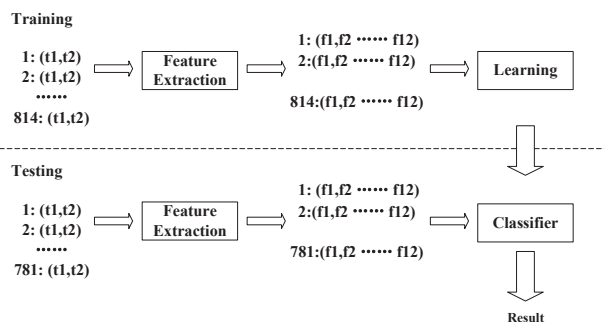 Training
1: (t1,t2)
2: (t1,t2)
······
814: (t1,t2)
Feature
Extraction
1: (f1,f2 ······ f12)
2:(f1,f2 ······ f12)
814:(f1,f2 ······ f12)
Learning
Testing
1: (t1,t2)
2: (t1,t2)
······
781: (t1,t2)
Feature
Extraction
1: (f1,f2 ······ f12)
2:(f1,f2 ······ f12)
781:(f1,f2 ······ f12)
Classifier
Result